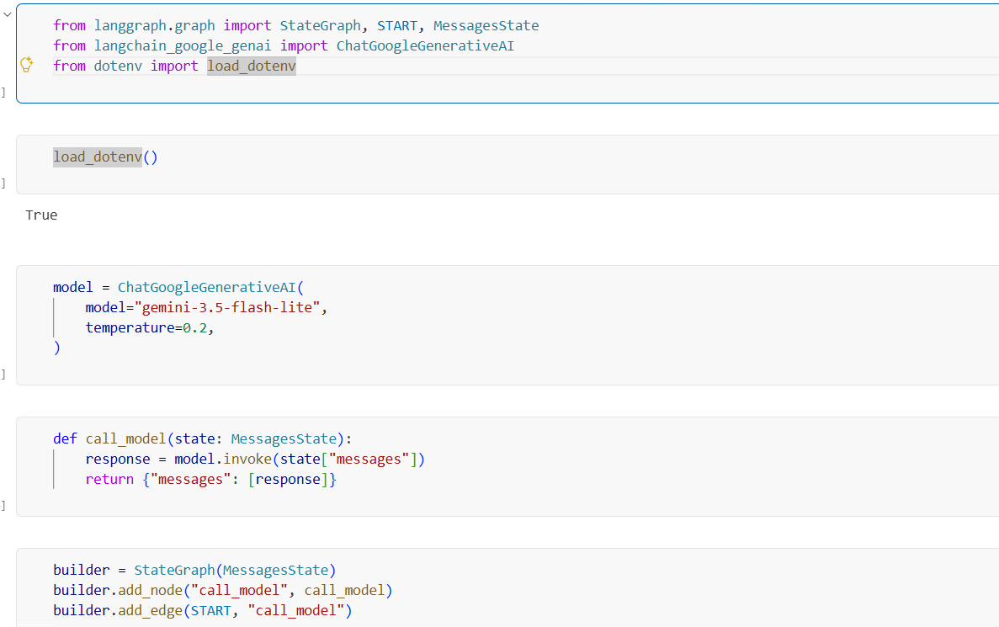 from langgraph.graph import StateGraph, START, MessagesState
from langchain_google_genai import ChatGoogleGenerativeAI
from dotenv import load_dotenv
]
load_dotenv()
]
True
model = ChatGoogleGenerativeAI(
    model="gemini-3.5-flash-lite",
    temperature=0.2,
)
]
def call_model(state: MessagesState):
    response = model.invoke(state["messages"])
    return {"messages": [response]}
]
builder = StateGraph(MessagesState)
builder.add_node("call_model", call_model)
builder.add_edge(START, "call_model")